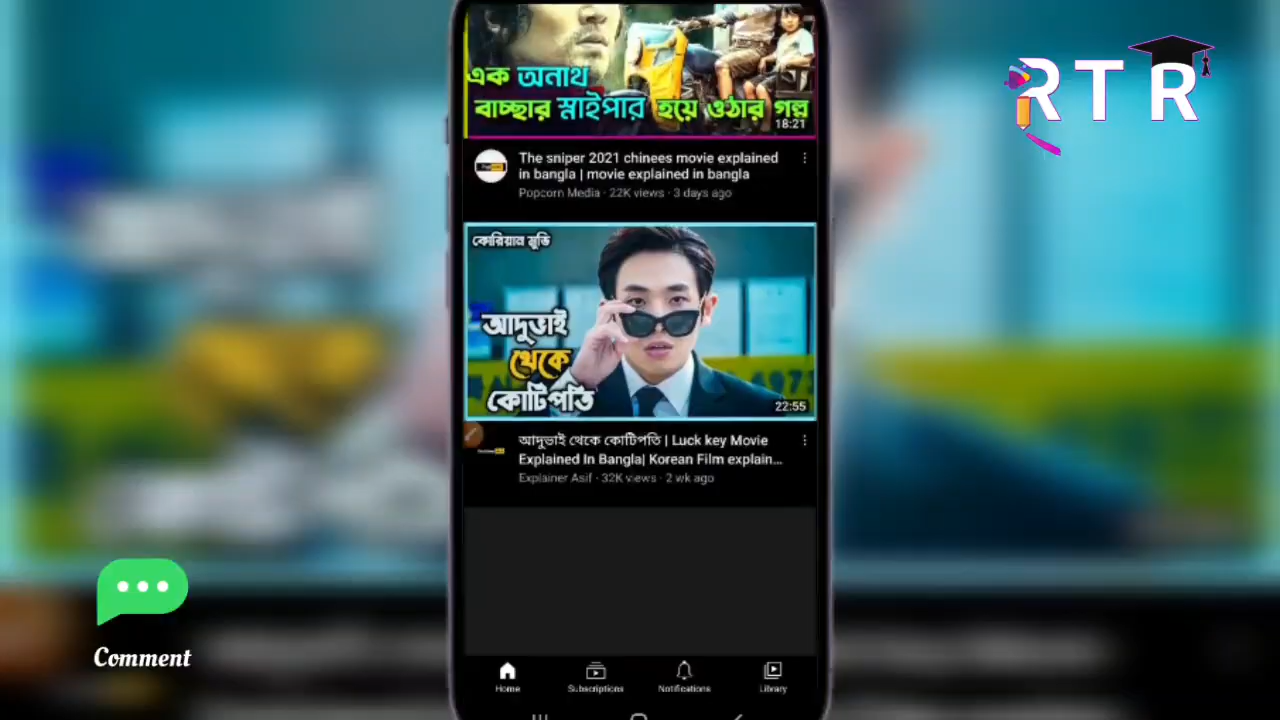 এক অনাথ
বাচ্ছার স্নাইপার হয়ে ওঠার গল্প
18:21
RTR
The sniper 2021 chinees movie explained
in bangla | movie explained in bangla
Popcorn Media · 22K views · 3 days ago
কোরিয়ান মুভি
আদুভাই
থেকে
কোটিপতি
22:55
আদুভাই থেকে কোটিপতি | Luck key Movie
Explained In Bangla| Korean Film explain...
Explainer Asif · 32K views · 2 wk ago
Comment
Home
Subscriptions
Notifications
Library